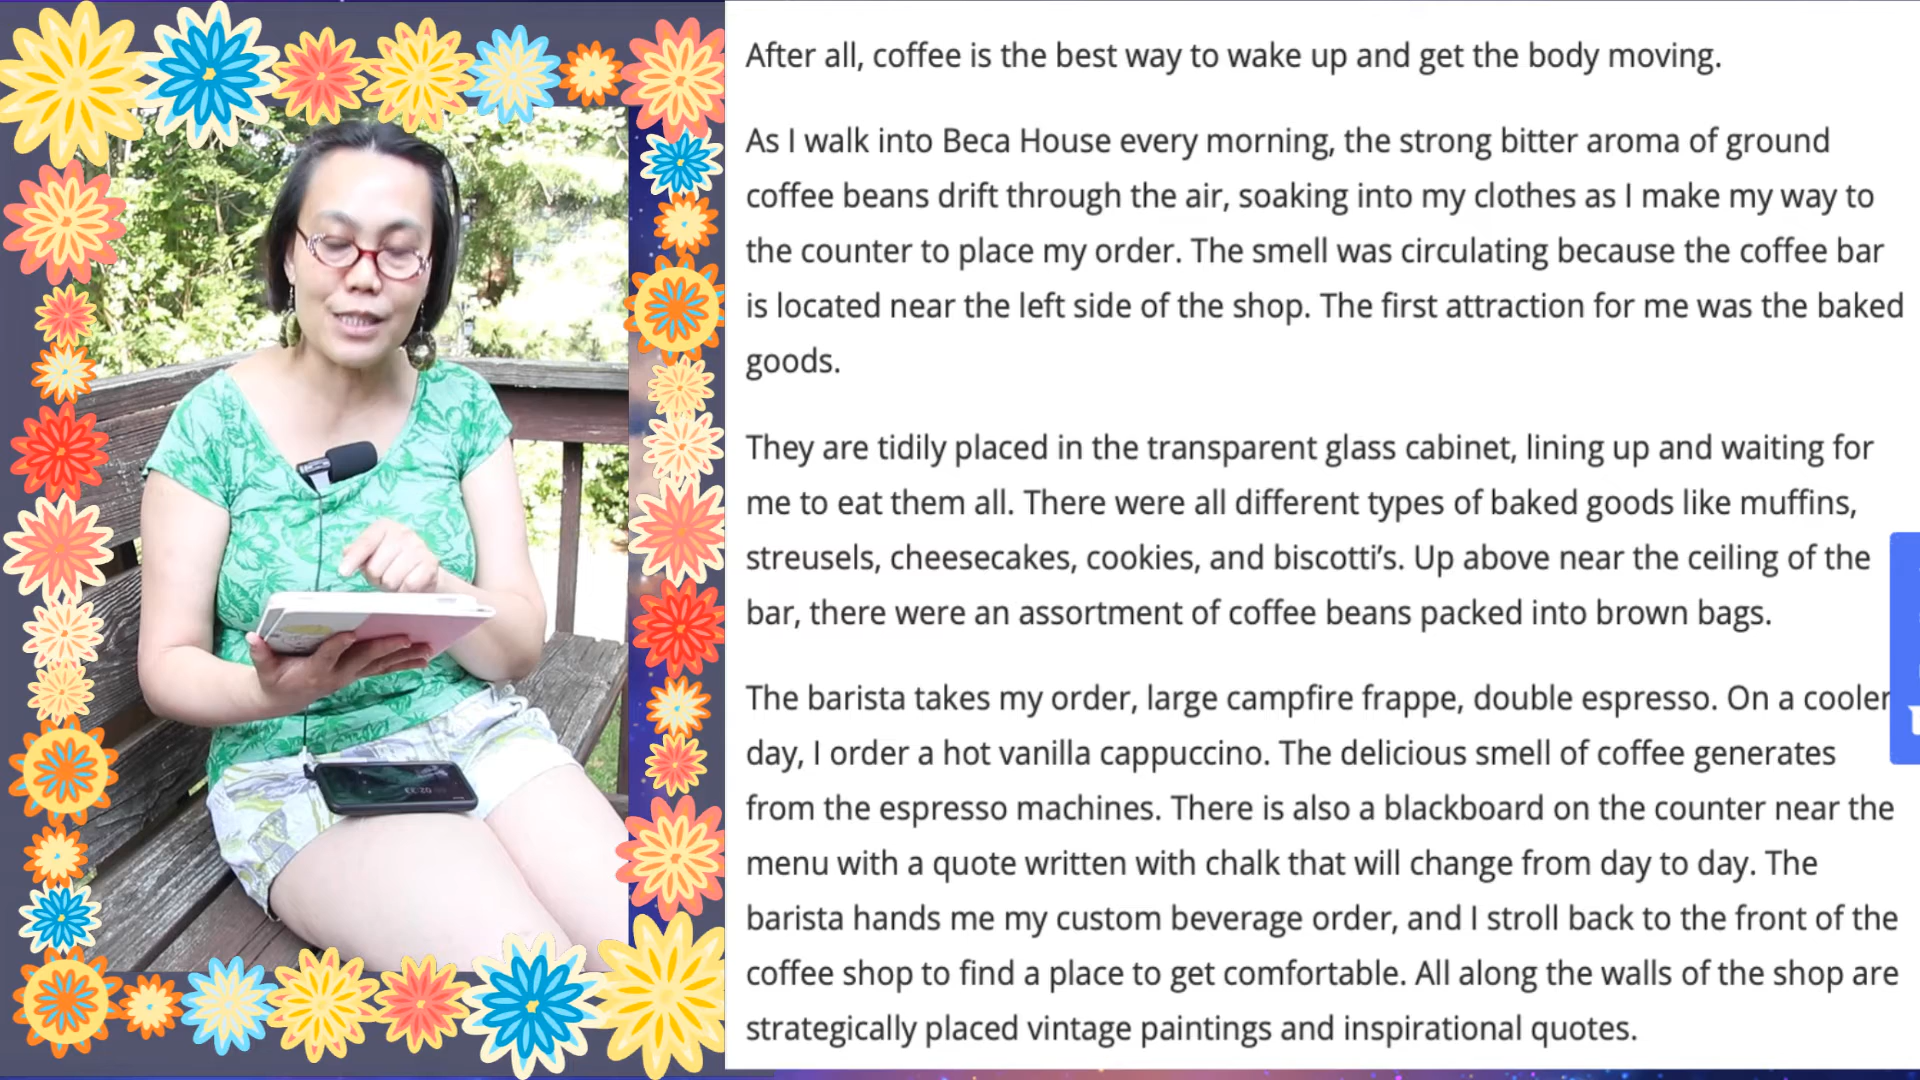 After all, coffee is the best way to wake up and get the body moving.
As I walk into Beca House every morning, the strong bitter aroma of ground
coffee beans drift through the air, soaking into my clothes as I make my way to
the counter to place my order. The smell was circulating because the coffee bar
is located near the left side of the shop. The first attraction for me was the baked
goods.
They are tidily placed in the transparent glass cabinet, lining up and waiting for
me to eat them all. There were all different types of baked goods like muffins,
streusels, cheesecakes, cookies, and biscotti’s. Up above near the ceiling of the
bar, there were an assortment of coffee beans packed into brown bags.
The barista takes my order, large campfire frappe, double espresso. On a cooler
day, I order a hot vanilla cappuccino. The delicious smell of coffee generates
from the espresso machines. There is also a blackboard on the counter near the
menu with a quote written with chalk that will change from day to day. The
barista hands me my custom beverage order, and I stroll back to the front of the
coffee shop to find a place to get comfortable. All along the walls of the shop are
strategically placed vintage paintings and inspirational quotes.